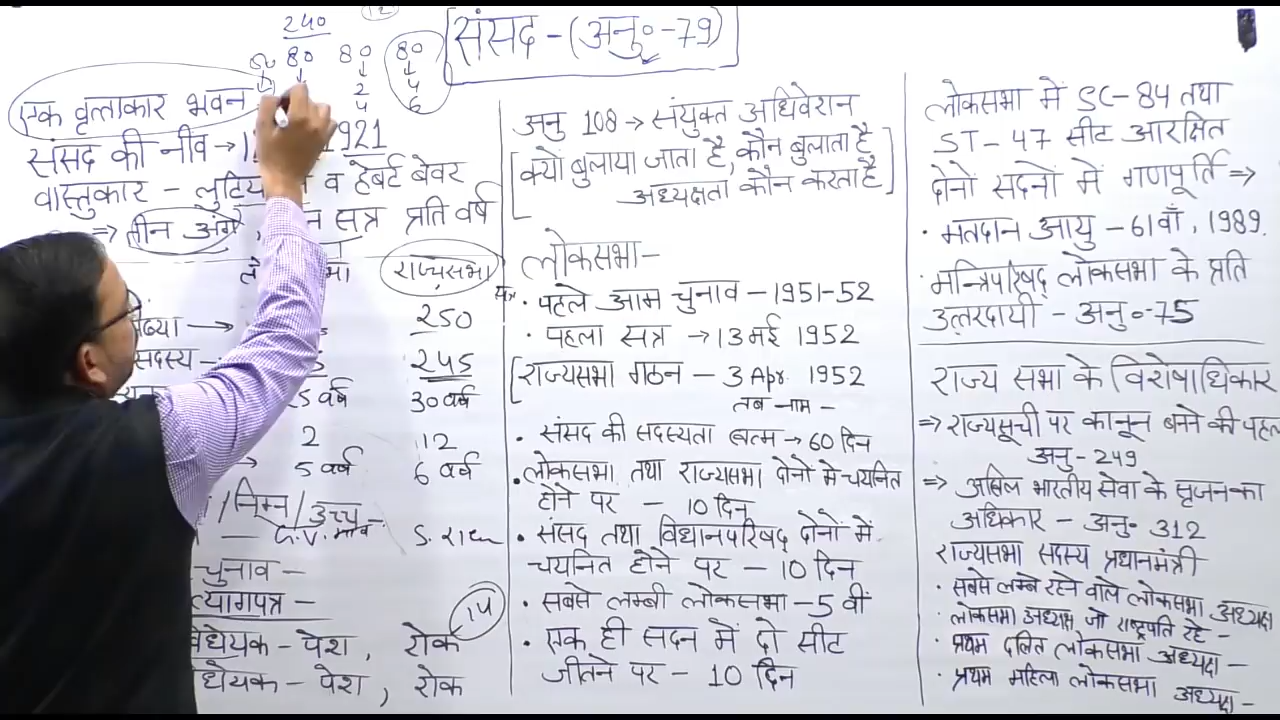 240
80 80 80
2 4
4 6
संसद - (अनु०-79)
एक वृत्ताकार भवन
संसद की नींव → 1921
वास्तुकार - व हेबर्ट बेवर
⇒ तीन अंग, सत्र प्रति वर्ष
राज्यसभा
→ 250
सदस्य - 245
वर्ष 30 वर्ष
2 12
→ 5 वर्ष 6 वर्ष
/ निम्न / उच्च -
चुनाव -
त्यागपत्र - 14
विधेयक - पेश, रोक
धेयक - पेश, रोक
अनु 108 → संयुक्त अधिवेशन
[क्यों बुलाया जाता है, कौन बुलाता है
अध्यक्षता कौन करता है]
लोकसभा -
· पहले आम चुनाव - 1951-52
· पहला सत्र → 13 मई 1952
[राज्यसभा गठन - 3 Apr. 1952
तब नाम -
· संसद की सदस्यता खत्म → 60 दिन
· लोकसभा तथा राज्यसभा दोनों मे चयनित
होने पर - 10 दिन
· संसद तथा विधानपरिषद् दोनों में
चयनित होने पर - 10 दिन
· सबसे लम्बी लोकसभा - 5 वीं
· एक ही सदन में दो सीट
जीतने पर - 10 दिन
लोकसभा में SC - 84 तथा
ST - 47 सीट आरक्षित
दोनों सदनों में गणपूर्ति ⇒
· मतदान आयु - 61वाँ, 1989.
· मन्त्रिपरिषद् लोकसभा के प्रति
उत्तरदायी - अनु०-75
राज्य सभा के विशेषाधिकार
⇒ राज्यसूची पर कानून बनने की पहल
अनु - 249
⇒ अखिल भारतीय सेवा के सृजन का
अधिकार - अनु॰ 312
राज्यसभा सदस्य प्रधानमंत्री
· सबसे लम्बे रहने वाले लोकसभा अध्यक्ष
· लोकसभा अध्यक्ष जो राष्ट्रपति रहे -
· प्रथम दलित लोकसभा अध्यक्ष -
· प्रथम महिला लोकसभा अध्यक्ष -